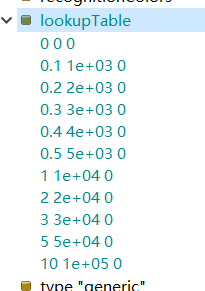 recognitionColors
lookupTable
0 0 0
0.1 1e+03 0
0.2 2e+03 0
0.3 3e+03 0
0.4 4e+03 0
0.5 5e+03 0
1 1e+04 0
2 2e+04 0
3 3e+04 0
5 5e+04 0
10 1e+05 0
type "generic"